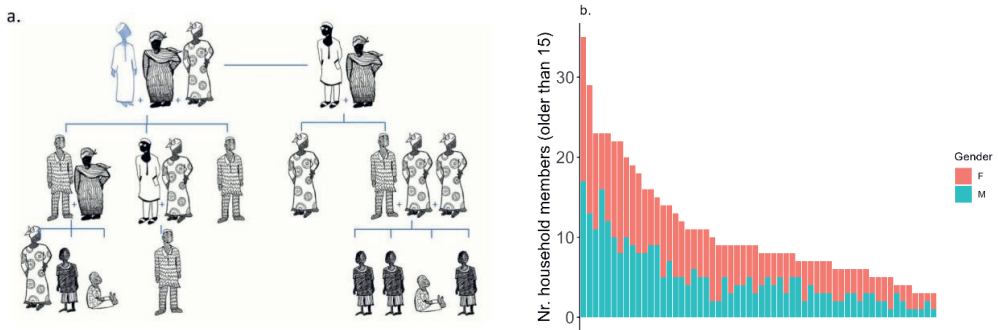 a.
+
+
+
+
+
+
+
b.
Nr. household members (older than 15)
30
20
10
0
Gender
F
M